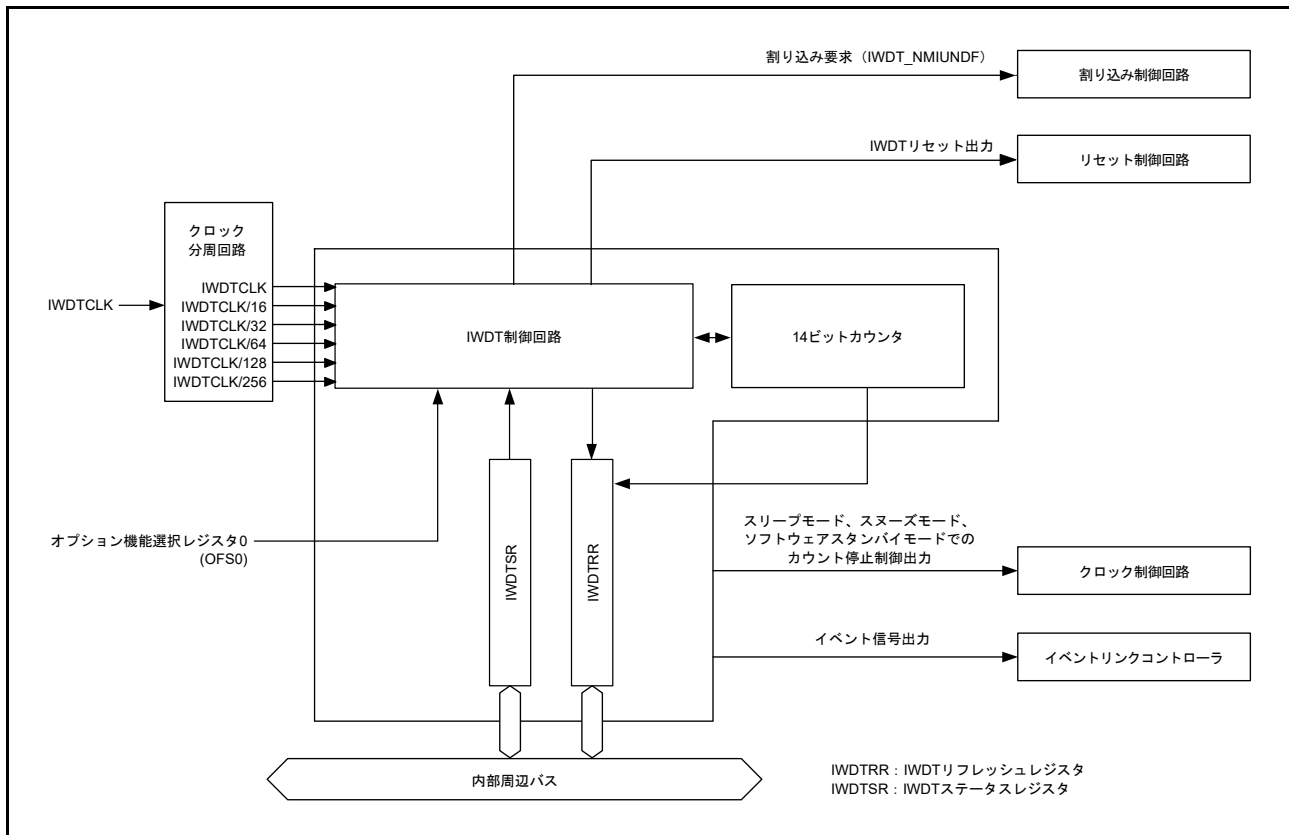 割り込み要求（IWDT_NMIUNDF）
割り込み制御回路
IWDTリセット出力
リセット制御回路
クロック
分周回路
IWDTCLK
IWDTCLK
IWDTCLK/16
IWDTCLK/32
IWDTCLK/64
IWDTCLK/128
IWDTCLK/256
IWDT制御回路
14ビットカウンタ
オプション機能選択レジスタ0
(OFS0)
IWDTSR
IWDTRR
スリープモード、スヌーズモード、
ソフトウェアスタンバイモードでの
カウント停止制御出力
クロック制御回路
イベント信号出力
イベントリンクコントローラ
内部周辺バス
IWDTRR：IWDTリフレッシュレジスタ
IWDTSR：IWDTステータスレジスタ